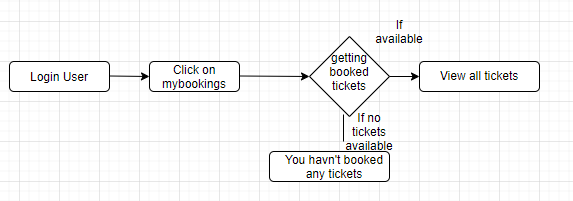 If
available
Login User
Click on
mybookings
getting
booked
tickets
View all tickets
If no
tickets
available
You havn't booked
any tickets